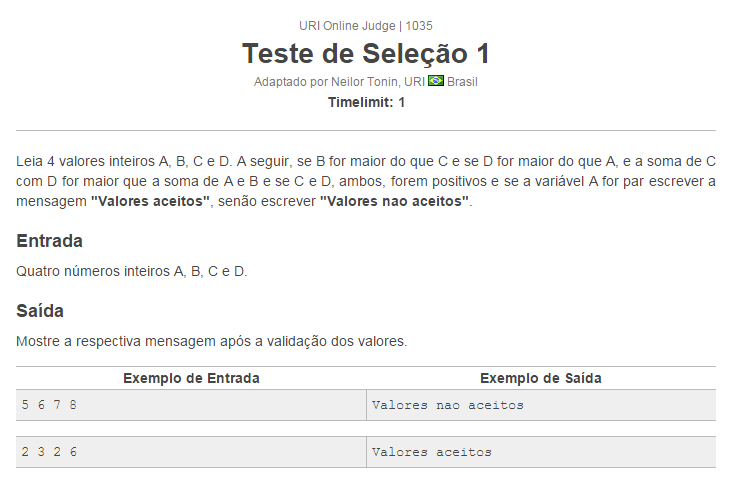 URI Online Judge | 1035
Teste de Seleção 1
Adaptado por Neilor Tonin, URI Brasil
Timelimit: 1
Leia 4 valores inteiros A, B, C e D. A seguir, se B for maior do que C e se D for maior do que A, e a soma de C
com D for maior que a soma de A e B e se C e D, ambos, forem positivos e se a variável A for par escrever a
mensagem "Valores aceitos", senão escrever "Valores nao aceitos".
Entrada
Quatro números inteiros A, B, C e D.
Saída
Mostre a respectiva mensagem após a validação dos valores.
Exemplo de Entrada Exemplo de Saída
5 6 7 8 Valores nao aceitos
2 3 2 6 Valores aceitos